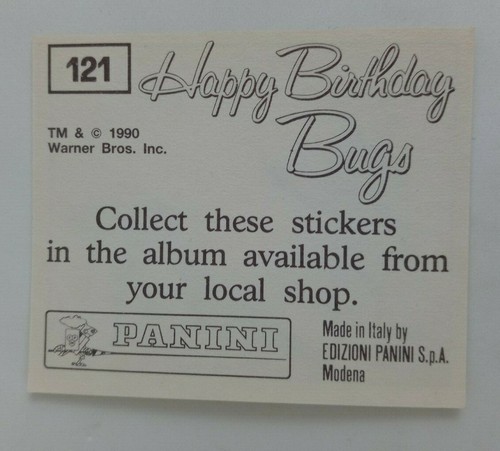 121
Happy Birthday
Bugs
TM & © 1990
Warner Bros. Inc.
Collect these stickers
in the album available from
your local shop.
PANINI
Made in Italy by
EDIZIONI PANINI S.p.A.
Modena